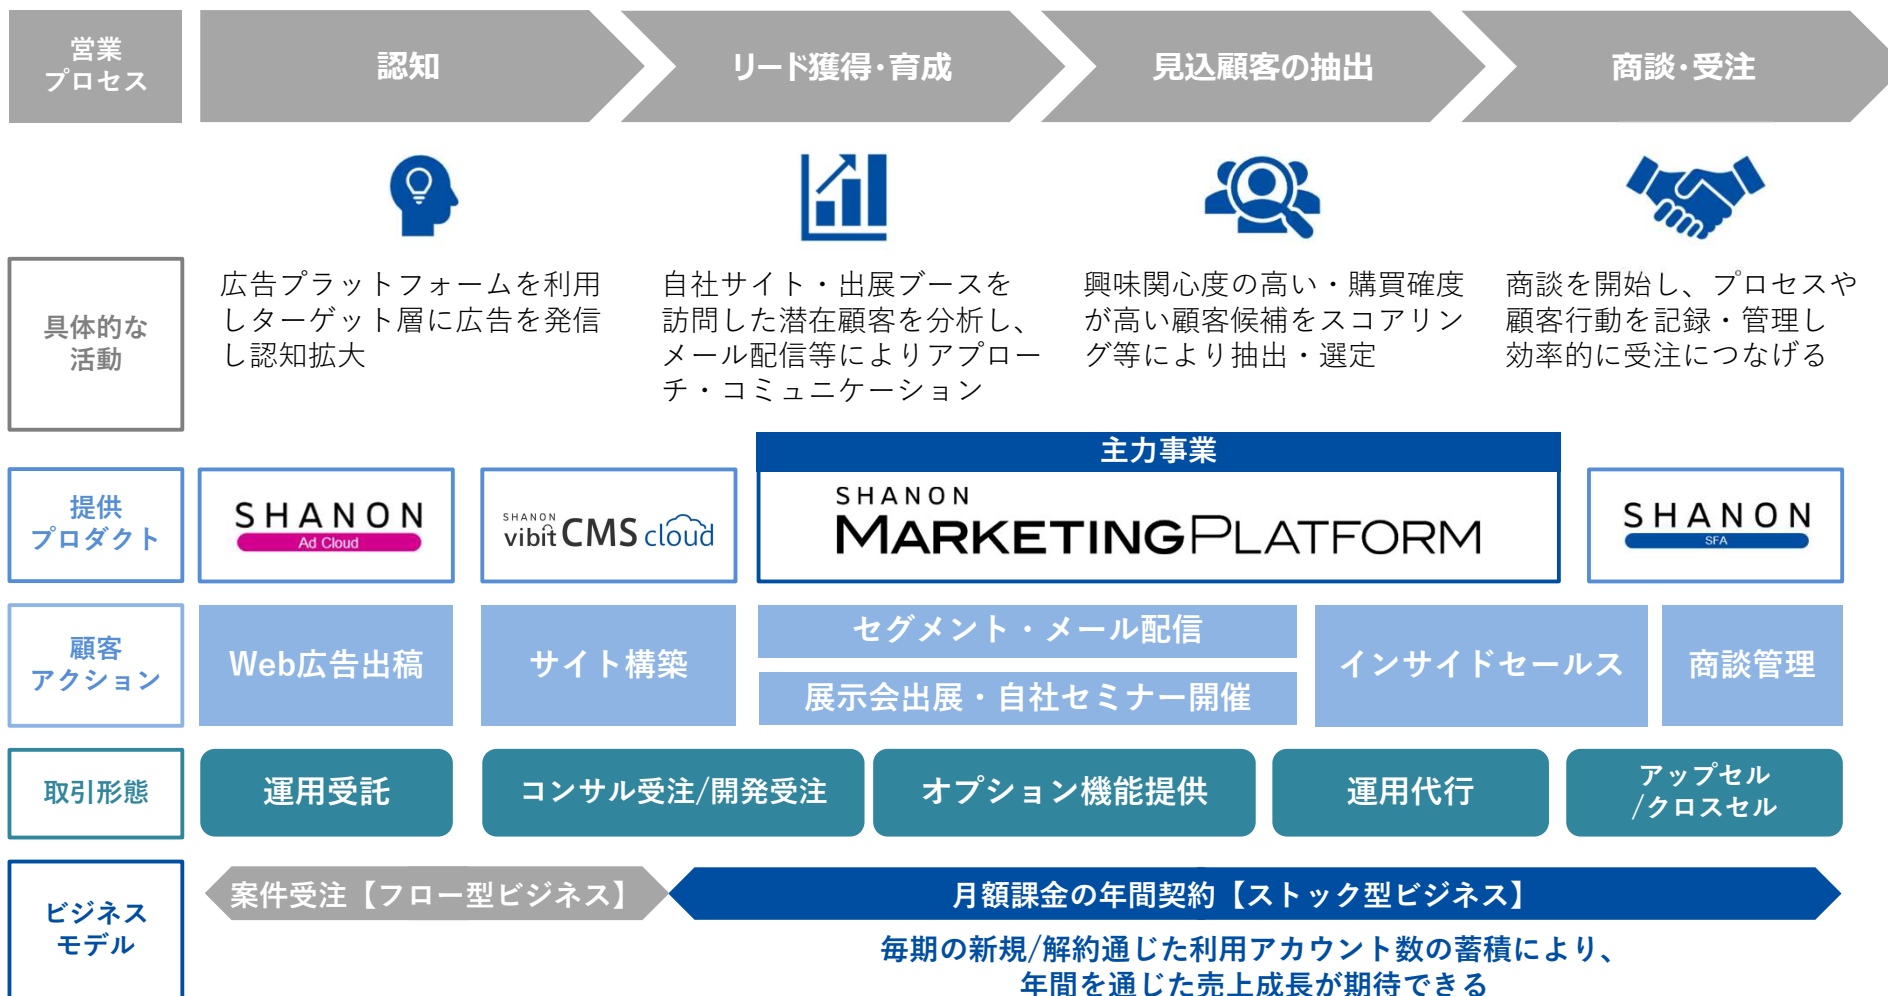 営業
プロセス
認知
リード獲得・育成
見込顧客の抽出
商談・受注
具体的な
活動
広告プラットフォームを利用
しターゲット層に広告を発信
し認知拡大
自社サイト・出展ブースを
訪問した潜在顧客を分析し、
メール配信等によりアプロー
チ・コミュニケーション
興味関心度の高い・購買確度
が高い顧客候補をスコアリン
グ等により抽出・選定
商談を開始し、プロセスや
顧客行動を記録・管理し
効率的に受注につなげる
主力事業
提供
プロダクト
SHANON
Ad Cloud
SHANON
vibit CMS cloud
SHANON
MARKETINGPLATFORM
SHANON
SFA
顧客
アクション
Web広告出稿
サイト構築
セグメント・メール配信
展示会出展・自社セミナー開催
インサイドセールス
商談管理
取引形態
運用受託
コンサル受注/開発受注
オプション機能提供
運用代行
アップセル
/クロスセル
ビジネス
モデル
案件受注【フロー型ビジネス】
月額課金の年間契約【ストック型ビジネス】
毎期の新規/解約通じた利用アカウント数の蓄積により、
年間を通じた売上成長が期待できる